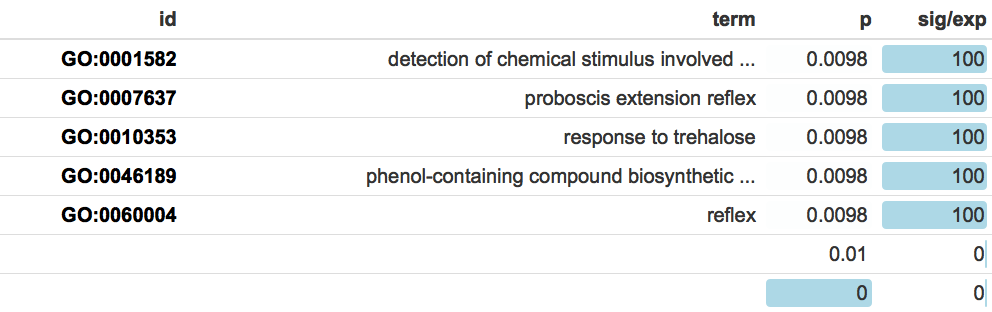 id term p sig/exp
GO:0001582 detection of chemical stimulus involved ... 0.0098 100
GO:0007637 proboscis extension reflex 0.0098 100
GO:0010353 response to trehalose 0.0098 100
GO:0046189 phenol-containing compound biosynthetic ... 0.0098 100
GO:0060004 reflex 0.0098 100
0.01 0
0 0